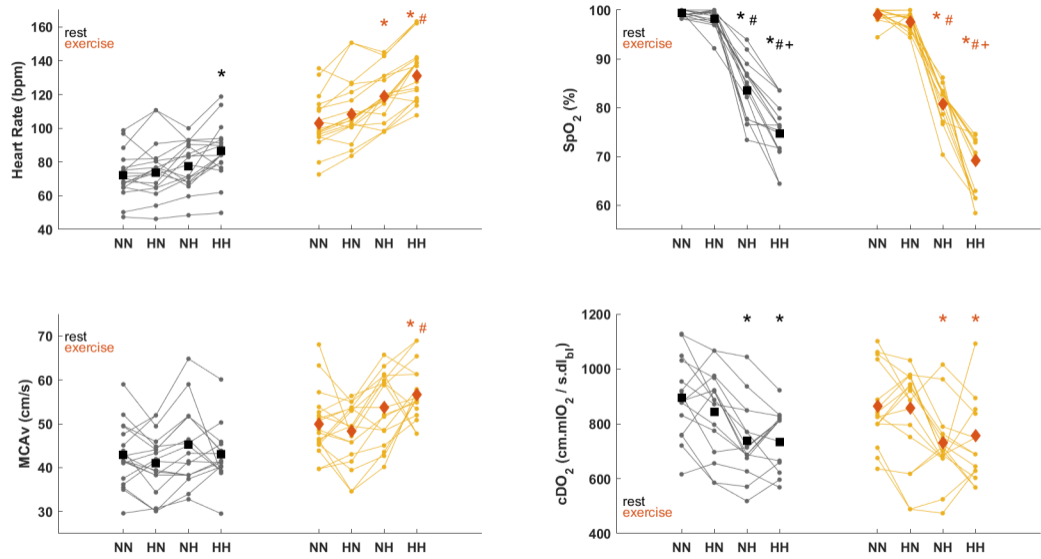 Heart Rate (bpm)
160
140
120
100
80
60
40
rest
exercise
*
*
* #
NN HN NH HH
NN HN NH HH
SpO2 (%)
100
90
80
70
60
rest
exercise
* #
* # +
* #
* # +
NN HN NH HH
NN HN NH HH
MCAv (cm/s)
70
60
50
40
30
rest
exercise
* #
NN HN NH HH
NN HN NH HH
cDO2 (cm.mlO2 / s.dlbl)
1200
1000
800
600
400
* *
* *
rest
exercise
NN HN NH HH
NN HN NH HH